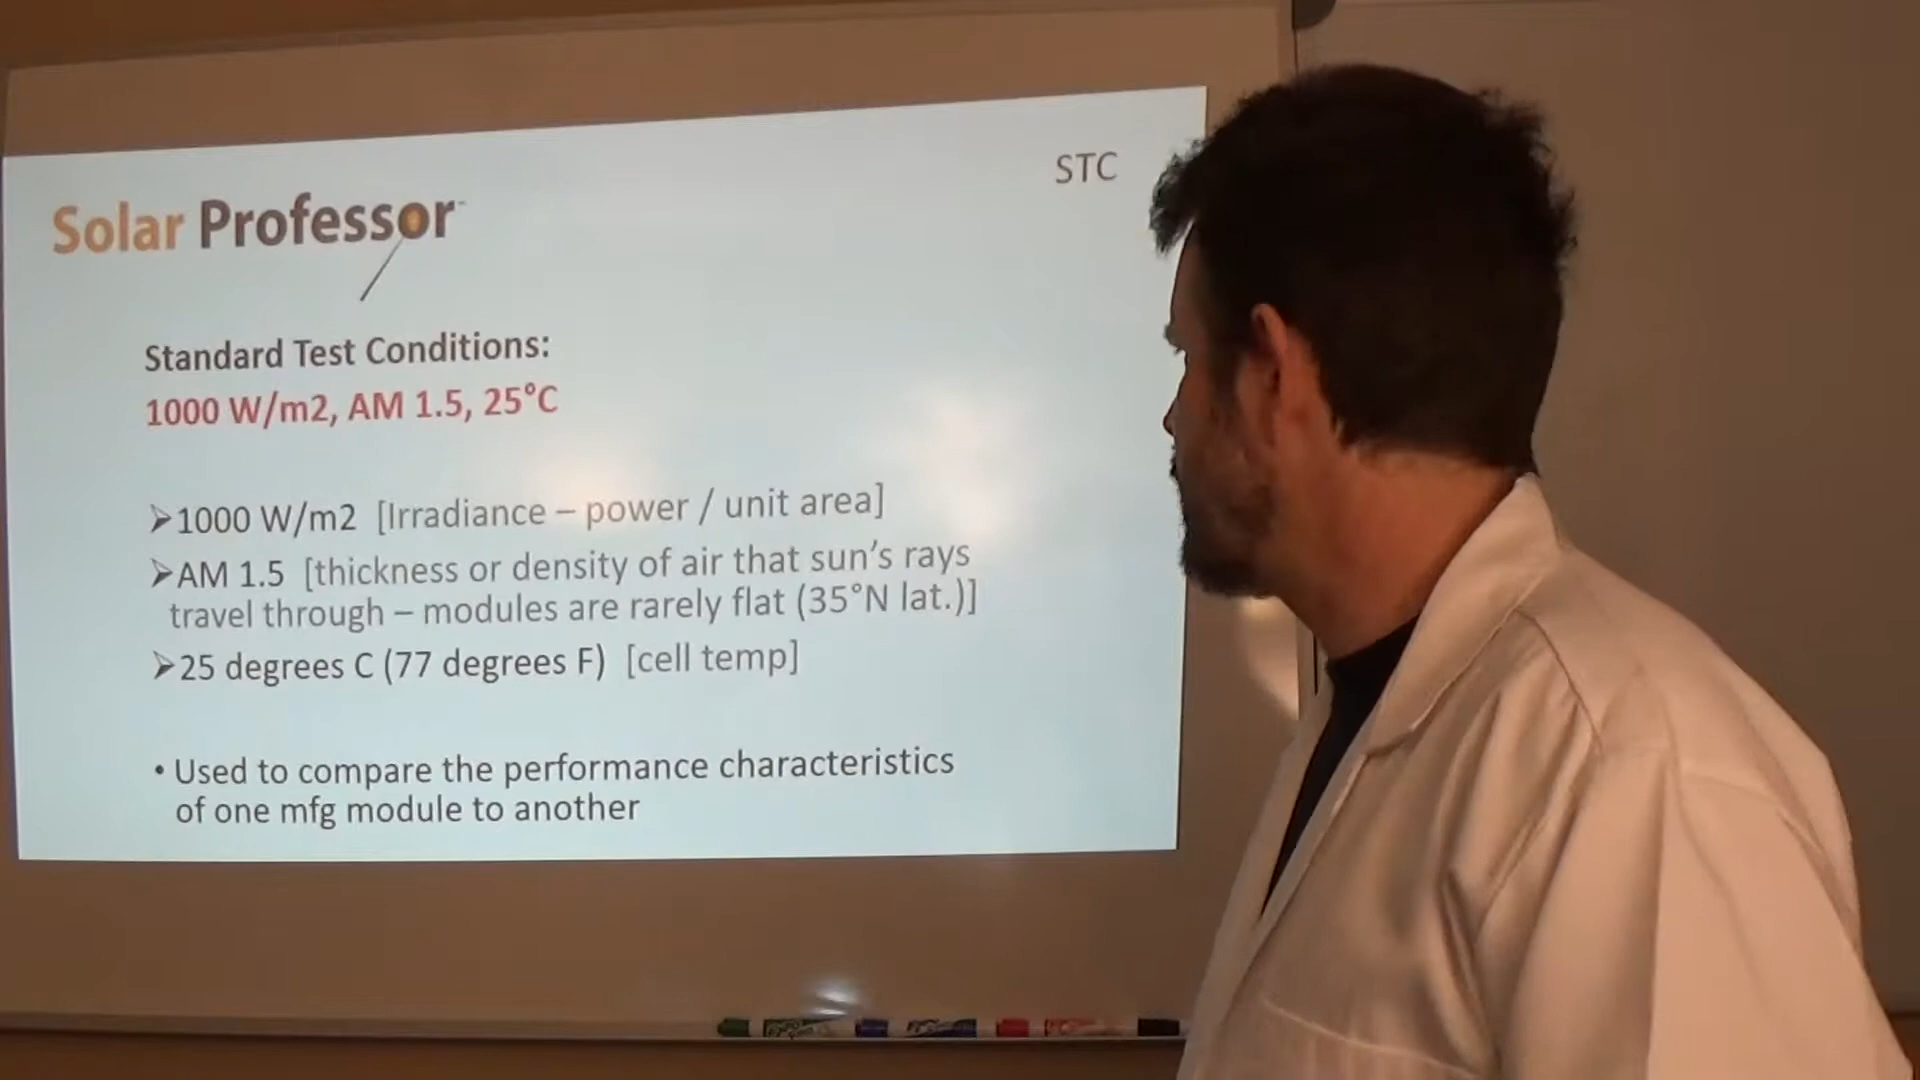 STC
Solar Professor
Standard Test Conditions:
1000 W/m2, AM 1.5, 25°C
➢1000 W/m2 [Irradiance – power / unit area]
➢AM 1.5 [thickness or density of air that sun's rays
travel through – modules are rarely flat (35°N lat.)]
➢25 degrees C (77 degrees F) [cell temp]
• Used to compare the performance characteristics
of one mfg module to another